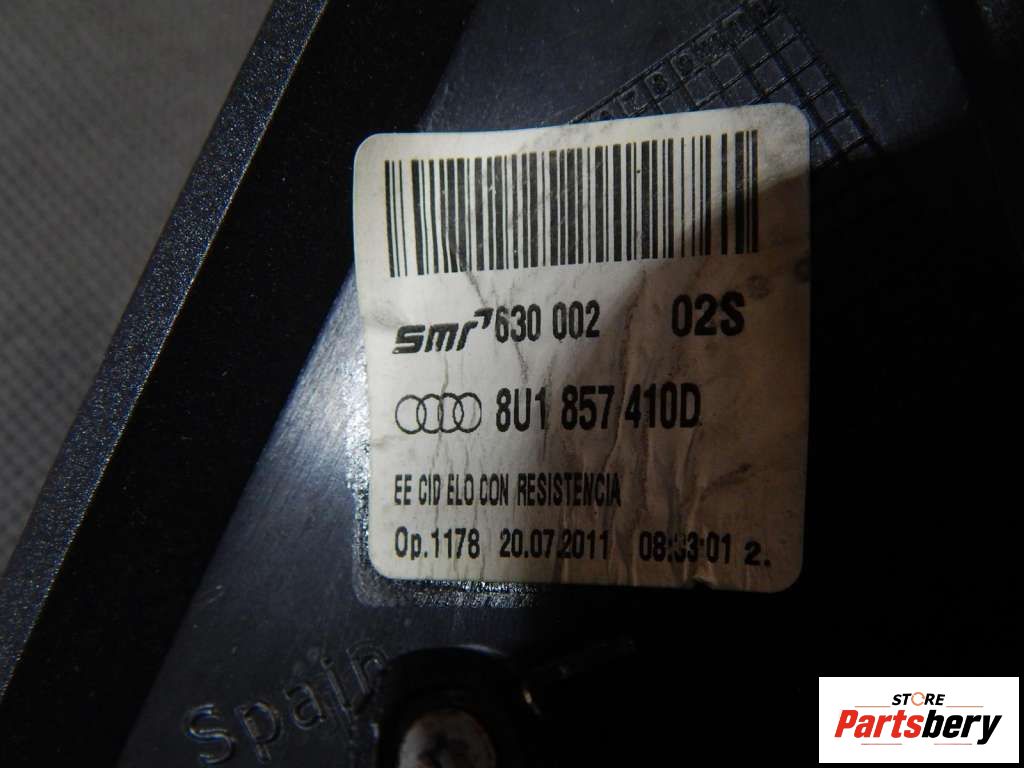 smr 630 002 02S
8U1 857 410D
EE CID ELO CON RESISTENCIA
Op.1178 20.07.2011 08:33:01 2.
Spain
STORE
Partsbery